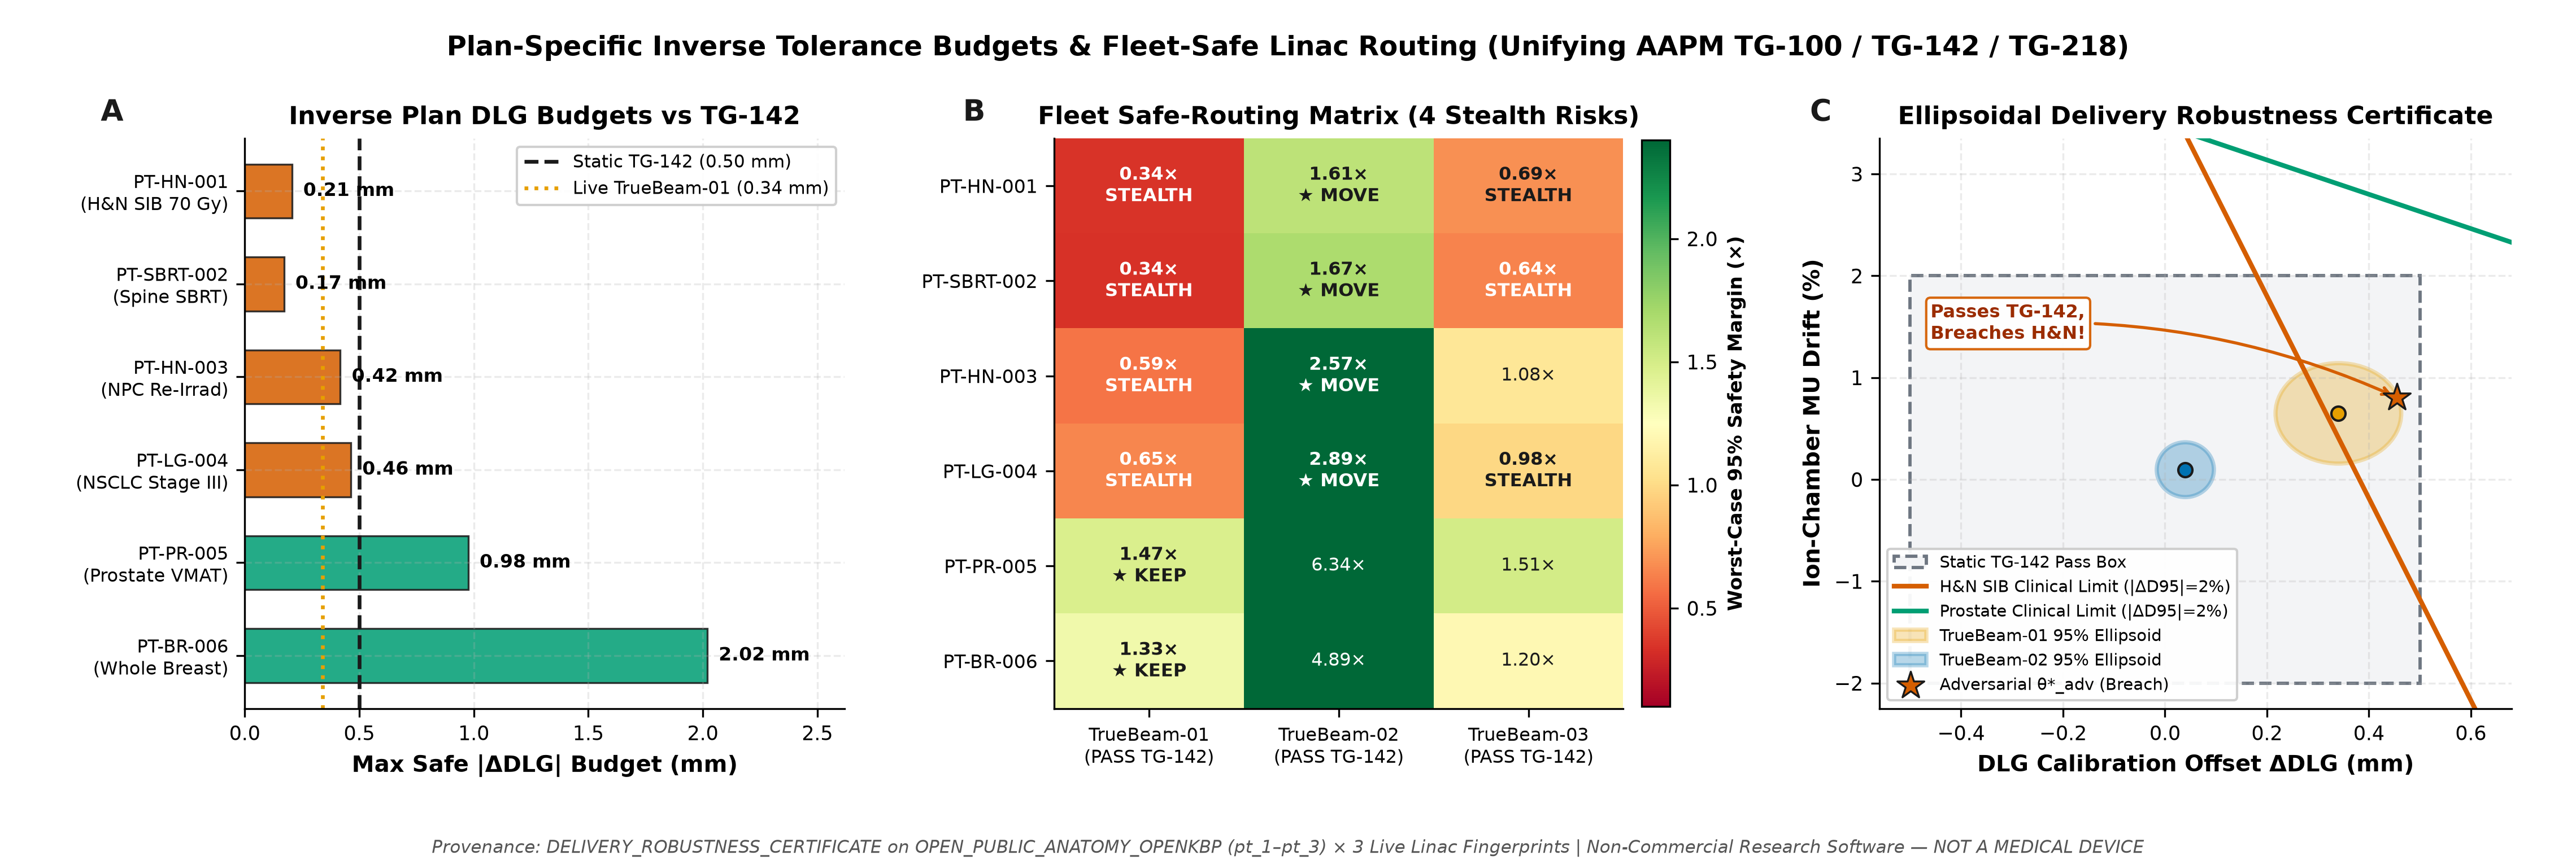 Plan-Specific Inverse Tolerance Budgets & Fleet-Safe Linac Routing (Unifying AAPM TG-100 / TG-142 / TG-218)
A
Inverse Plan DLG Budgets vs TG-142
Static TG-142 (0.50 mm)
Live TrueBeam-01 (0.34 mm)
PT-HN-001
(H&N SIB 70 Gy)
0.21 mm
PT-SBRT-002
(Spine SBRT)
0.17 mm
PT-HN-003
(NPC Re-Irrad)
0.42 mm
PT-LG-004
(NSCLC Stage III)
0.46 mm
PT-PR-005
(Prostate VMAT)
0.98 mm
PT-BR-006
(Whole Breast)
2.02 mm
0.0 0.5 1.0 1.5 2.0 2.5
Max Safe |ΔDLG| Budget (mm)
B
Fleet Safe-Routing Matrix (4 Stealth Risks)
PT-HN-001
0.34×
STEALTH
1.61×
★ MOVE
0.69×
STEALTH
PT-SBRT-002
0.34×
STEALTH
1.67×
★ MOVE
0.64×
STEALTH
PT-HN-003
0.59×
STEALTH
2.57×
★ MOVE
1.08×
PT-LG-004
0.65×
STEALTH
2.89×
★ MOVE
0.98×
STEALTH
PT-PR-005
1.47×
★ KEEP
6.34×
1.51×
PT-BR-006
1.33×
★ KEEP
4.89×
1.20×
TrueBeam-01
(PASS TG-142)
TrueBeam-02
(PASS TG-142)
TrueBeam-03
(PASS TG-142)
2.0
1.5
1.0
0.5
Worst-Case 95% Safety Margin (×)
C
Ellipsoidal Delivery Robustness Certificate
Ion-Chamber MU Drift (%)
3
2
1
0
−1
−2
Passes TG-142,
Breaches H&N!
Static TG-142 Pass Box
H&N SIB Clinical Limit (|ΔD95|=2%)
Prostate Clinical Limit (|ΔD95|=2%)
TrueBeam-01 95% Ellipsoid
TrueBeam-02 95% Ellipsoid
Adversarial θ*_adv (Breach)
−0.4 −0.2 0.0 0.2 0.4 0.6
DLG Calibration Offset ΔDLG (mm)
Provenance: DELIVERY_ROBUSTNESS_CERTIFICATE on OPEN_PUBLIC_ANATOMY_OPENKBP (pt_1–pt_3) × 3 Live Linac Fingerprints | Non-Commercial Research Software — NOT A MEDICAL DEVICE